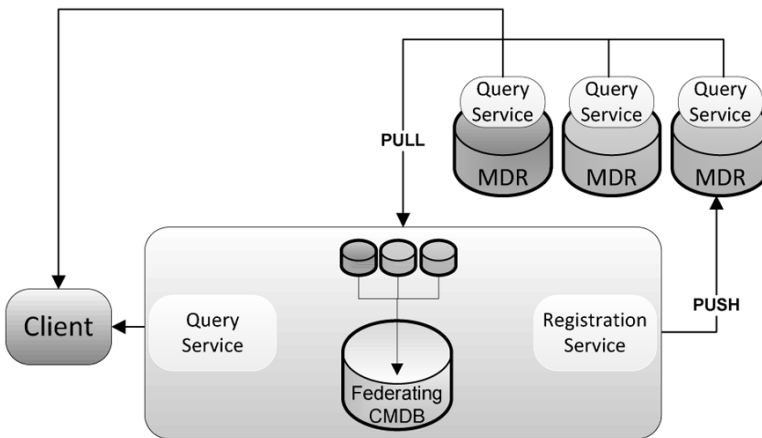 Query
Service
MDR
Query
Service
MDR
Query
Service
MDR
PULL
PUSH
Client
Query
Service
Registration
Service
Federating
CMDB